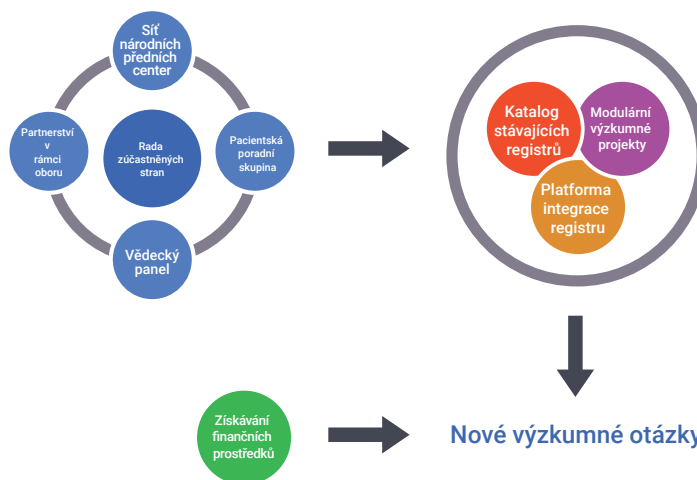 Síť
národních
předních
center
Partnerství
v
rámci
oboru
Rada
zúčastněných
stran
Pacientská
poradní
skupina
Vědecký
panel
Katalog
stávajících
registrů
Modulární
výzkumné
projekty
Platforma
integrace
registru
Získávání
finančních
prostředků
Nové výzkumné otázky